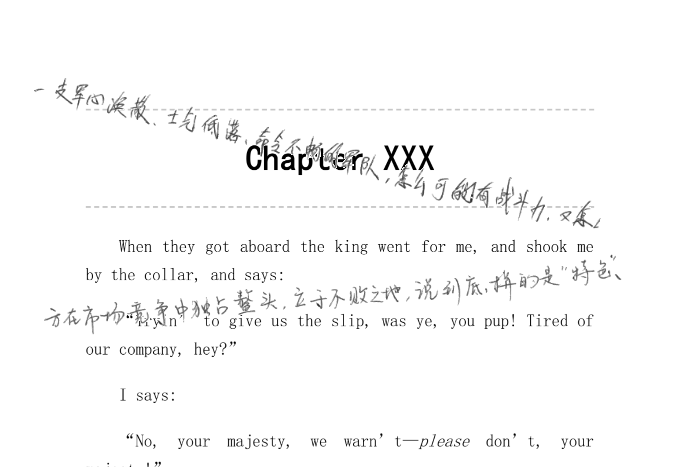 一支军心涣散、士气低落、命令不畅的军队，怎么可能有战斗力，又怎么
Chapter XXX
When they got aboard the king went for me, and shook me
by the collar, and says:
方在市场竞争中独占鳌头，立于不败之地，说到底，拼的是“特色、
“Tryin’ to give us the slip, was ye, you pup! Tired of
our company, hey?”
I says:
“No, your majesty, we warn’t—please don’t, your